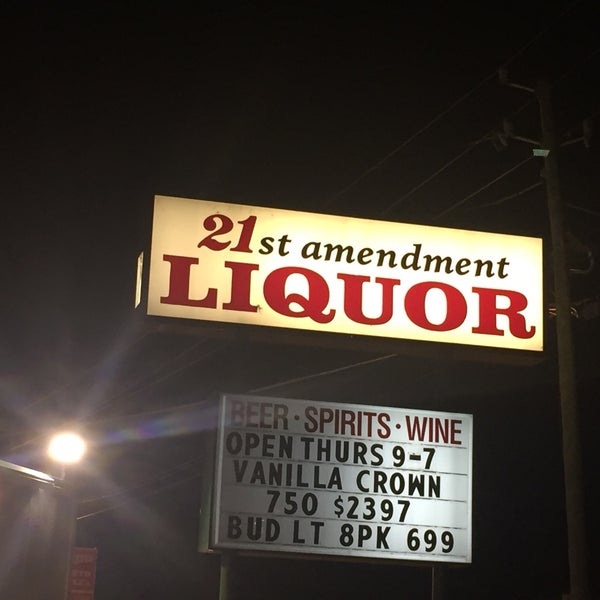 21st amendment
LIQUOR
BEER · SPIRITS · WINE
OPEN THURS 9-7
VANILLA CROWN
750 $2397
BUD LT 8PK 699